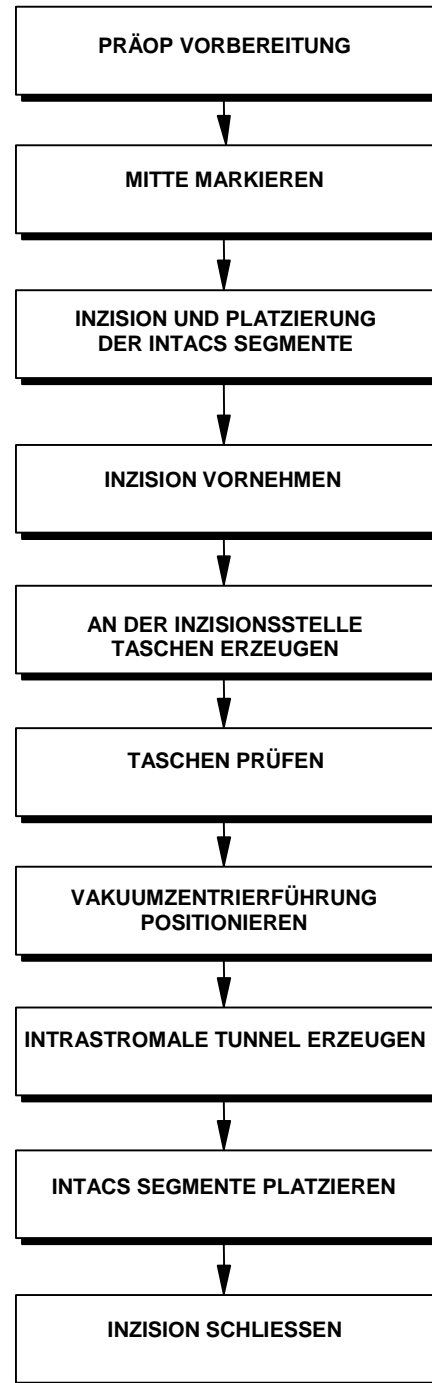 PRÄOP VORBEREITUNG
MITTE MARKIEREN
INZISION UND PLATZIERUNG
DER INTACS SEGMENTE
INZISION VORNEHMEN
AN DER INZISIONSSTELLE
TASCHEN ERZEUGEN
TASCHEN PRÜFEN
VAKUUMZENTRIERFÜHRUNG
POSITIONIEREN
INTRASTROMALE TUNNEL ERZEUGEN
INTACS SEGMENTE PLATZIEREN
INZISION SCHLIESSEN